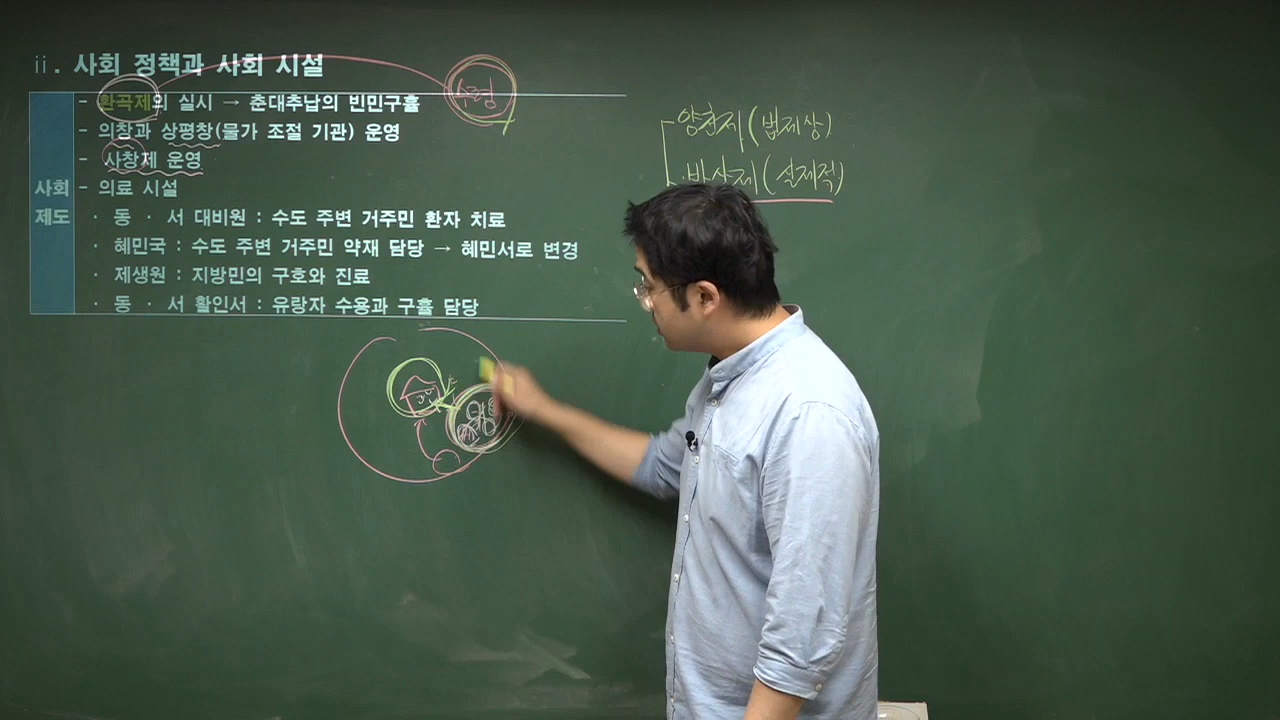 ii. 사회 정책과 사회 시설
- 환곡제의 실시 → 춘대추납의 빈민구휼
수령
- 의창과 상평창(물가 조절 기관) 운영
- 사창제 운영
사회 제도
- 의료 시설
· 동 · 서 대비원 : 수도 주변 거주민 환자 치료
· 혜민국 : 수도 주변 거주민 약재 담당 → 혜민서로 변경
· 제생원 : 지방민의 구호와 진료
· 동 · 서 활인서 : 유랑자 수용과 구휼 담당
양천제 (법제상)
반상제 (실제적)